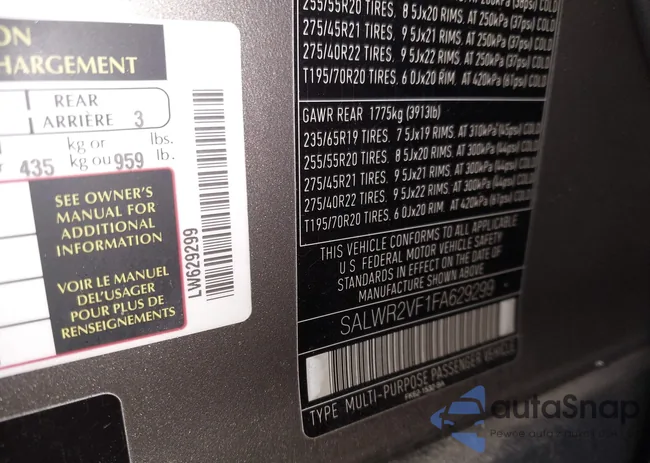 ON
HARGEMENT
REAR
ARRIÈRE 3
kg or lbs.
435 kg ou 959 lb.
SEE OWNER'S
MANUAL FOR
ADDITIONAL
INFORMATION
VOIR LE MANUEL
DEL'USAGER
POUR PLUS DE
RENSEIGNEMENTS
LW629299
255/55R20 TIRES. 8 5Jx20 RIMS. AT 250kPa (37psi) COLD
275/45R21 TIRES. 9 5Jx21 RIMS. AT 250kPa (37psi) COLD
275/40R22 TIRES. 9 5Jx22 RIMS. AT 250kPa (37psi) COLD
T195/70R20 TIRES. 6 0Jx20 RIM. AT 420kPa (61psi) COLD
GAWR REAR 1775kg (3913lb)
235/65R19 TIRES. 7 5Jx19 RIMS. AT 310kPa (45psi) COLD
255/55R20 TIRES. 8 5Jx20 RIMS. AT 300kPa (44psi) COLD
275/45R21 TIRES. 9 5Jx21 RIMS. AT 300kPa (44psi) COLD
275/40R22 TIRES. 9 5Jx22 RIMS. AT 300kPa (44psi) COLD
T195/70R20 TIRES. 6 0Jx20 RIM. AT 420kPa (61psi) COLD
THIS VEHICLE CONFORMS TO ALL APPLICABLE
U S FEDERAL MOTOR VEHICLE SAFETY
STANDARDS IN EFFECT ON THE DATE OF
MANUFACTURE SHOWN ABOVE.
SALWR2VF1FA629299
TYPE MULTI-PURPOSE PASSENGER VEHICLE
autoSnap